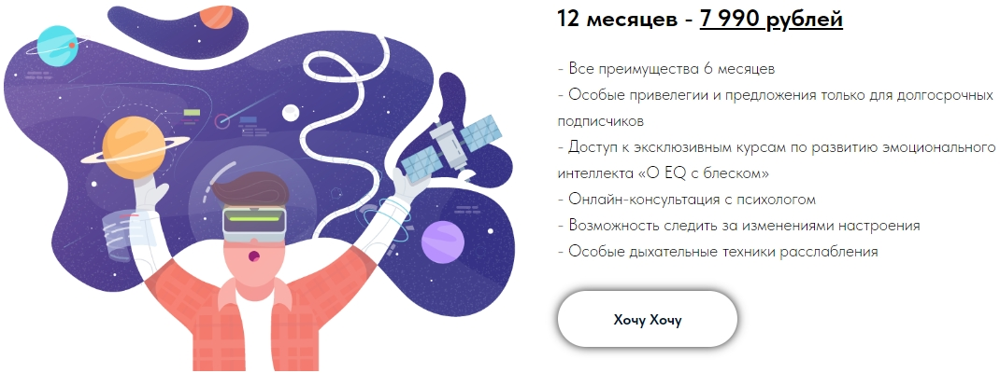 12 месяцев - 7 990 рублей
- Все преимущества 6 месяцев
- Особые привелегии и предложения только для долгосрочных
подписчиков
- Доступ к эксклюзивным курсам по развитию эмоционального
интеллекта «О EQ с блеском»
- Онлайн-консультация с психологом
- Возможность следить за изменениями настроения
- Особые дыхательные техники расслабления
Хочу Хочу